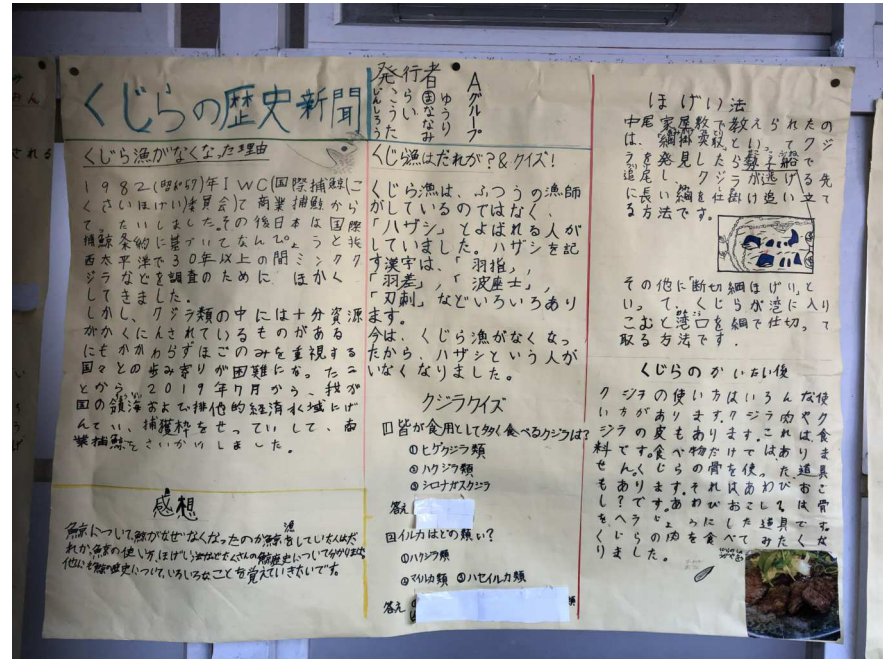 くじらの歴史新聞
発行者
Aグループ
ゆうり
国ななみ
らい
こうた
くじら漁がなくなった理由
1982(昭和57)年IWC(国際捕鯨(こ
くさいほげい)委員会)で商業捕鯨から
てったいしました。その後日本は国際
捕鯨条約に基づいてなんぴょうと北
西太平洋で30年以上の間ミンクク
ジラなどを調査のために ほかく
してきました。
しかし、クジラ類の中には十分資源
がかくにんされているものがある
にもかかわらずほごのみを重視する
国々との歩み寄りが困難になったこ
とから、2019年7月から、我が
国の領海および排他的経済水域にげ
んてい、捕獲枠をせっていして、商
業捕鯨をさいかいしました。
感想
鯨について、鯨がなぜなくなったのか鯨漁をしていた人はだ
れか、鯨の使い方、ほげい法などたくさんの鯨歴史について分かりました。
他にも鯨の歴史について、いろいろなことを覚えていきたいです。
くじら漁はだれが?&クイズ!
くじら漁は、ふつうの漁師
がしているのではなく、
「ハザシ」とよばれる人が
していました。ハザシを記
す漢字は、「羽指」、
「羽差」,「波座士」,
「刃刺」などいろいろあり
ます。
今は、くじら漁がなくなっ
たから、ハザシという人が
いなくなりました。
クジラクイズ
1皆が食用として多く食べるクジラは?
①ヒゲクジラ類
②ハクジラ類
③シロナガスクジラ
答え
2イルカはどの類い?
①ハクジラ類
②マイルカ類 ③ハセイルカ類
答え
類
ほげい法
中尾家屋敷で教えられたの
は、網掛突取といって、クジ
ラを発見したら勢子船で
追尾し クジラが逃げる先
に長い網を仕掛け追い立て
る方法です。
その他に「断切網ほげい」と
いって、くじらが湾に入り
こむと湾口を網で仕切って
取る方法です.
くじらのかいたい後
クジラの使い方はいろんな使
い方があります。クジラ肉やク
ジラの皮もあります。これは、食
料です。食べ物だけではありま
せん。くじらの骨を使った道具
もあります。それはあわびおこ
し?です。あわびおこしは骨
をヘラじょうにした道具です。
くじらの肉を食べてみたくな
りました。